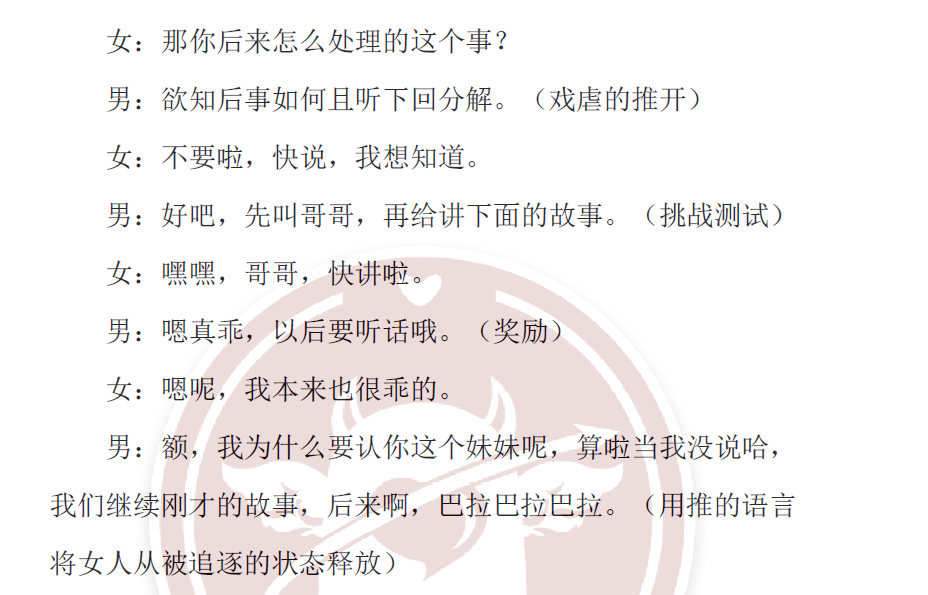 女：那你后来怎么处理的这个事？
男：欲知后事如何且听下回分解。（戏虐的推开）
女：不要啦，快说，我想知道。
男：好吧，先叫哥哥，再给讲下面的故事。（挑战测试）
女：嘿嘿，哥哥，快讲啦。
男：嗯真乖，以后要听话哦。（奖励）
女：嗯呢，我本来也很乖的。
男：额，我为什么要认你这个妹妹呢，算啦当我没说哈，
我们继续刚才的故事，后来啊，巴拉巴拉巴拉。（用推的语言
将女人从被追逐的状态释放）